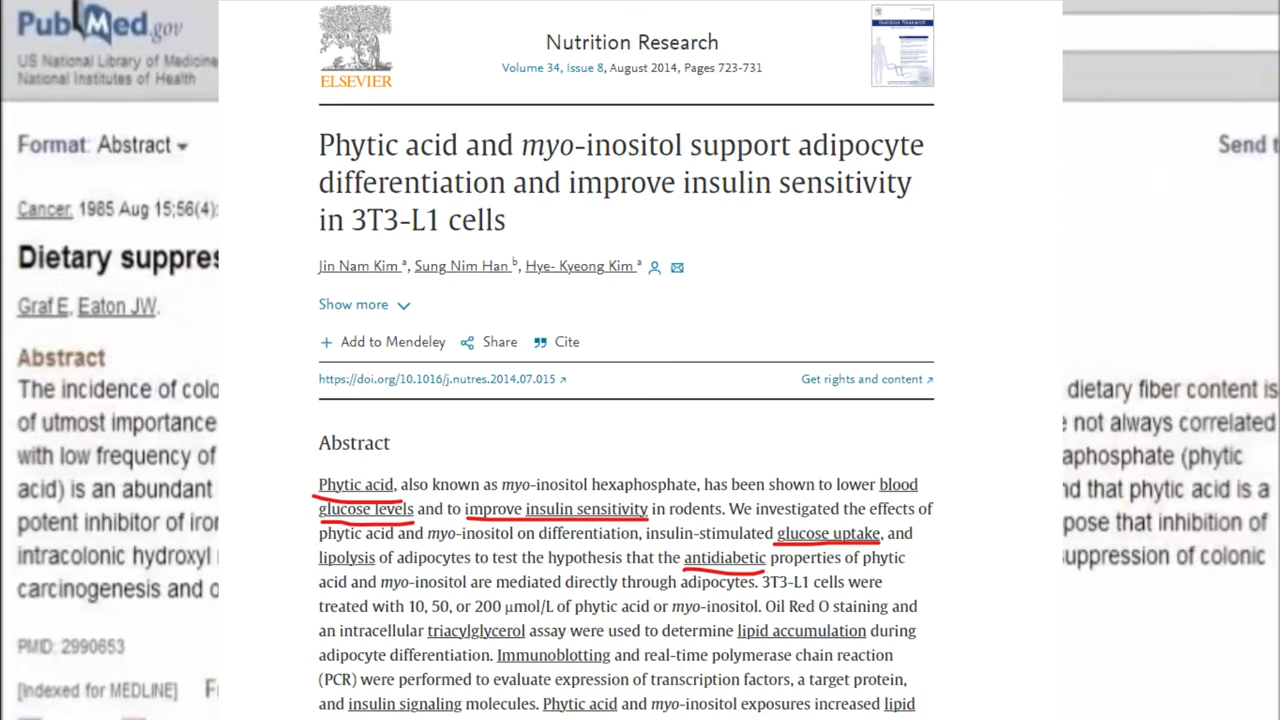 PubMed.gov
US National Library of Medic
National Institutes of Health
Format: Abstract
Send t
Cancer. 1985 Aug 15;56(4):
Dietary suppres
Graf E, Eaton JW.
Abstract
The incidence of colo
of utmost importance
with low frequency of
acid) is an abundant
potent inhibitor of iron
intracolonic hydroxyl
carcinogenesis and o
PMID: 2990653
[Indexed for MEDLINE]
ELSEVIER
Nutrition Research
Volume 34, Issue 8, August 2014, Pages 723-731
Nutrition Research
Phytic acid and myo-inositol support adipocyte
differentiation and improve insulin sensitivity
in 3T3-L1 cells
Jin Nam Kim a, Sung Nim Han b, Hye- Kyeong Kim a
Show more
Add to Mendeley Share Cite
https://doi.org/10.1016/j.nutres.2014.07.015
Get rights and content
Abstract
Phytic acid, also known as myo-inositol hexaphosphate, has been shown to lower blood
glucose levels and to improve insulin sensitivity in rodents. We investigated the effects of
phytic acid and myo-inositol on differentiation, insulin-stimulated glucose uptake, and
lipolysis of adipocytes to test the hypothesis that the antidiabetic properties of phytic
acid and myo-inositol are mediated directly through adipocytes. 3T3-L1 cells were
treated with 10, 50, or 200 μmol/L of phytic acid or myo-inositol. Oil Red O staining and
an intracellular triacylglycerol assay were used to determine lipid accumulation during
adipocyte differentiation. Immunoblotting and real-time polymerase chain reaction
(PCR) were performed to evaluate expression of transcription factors, a target protein,
and insulin signaling molecules. Phytic acid and myo-inositol exposures increased lipid
dietary fiber content is
e not always correlated
aphosphate (phytic
nd that phytic acid is a
pose that inhibition of
suppression of colonic